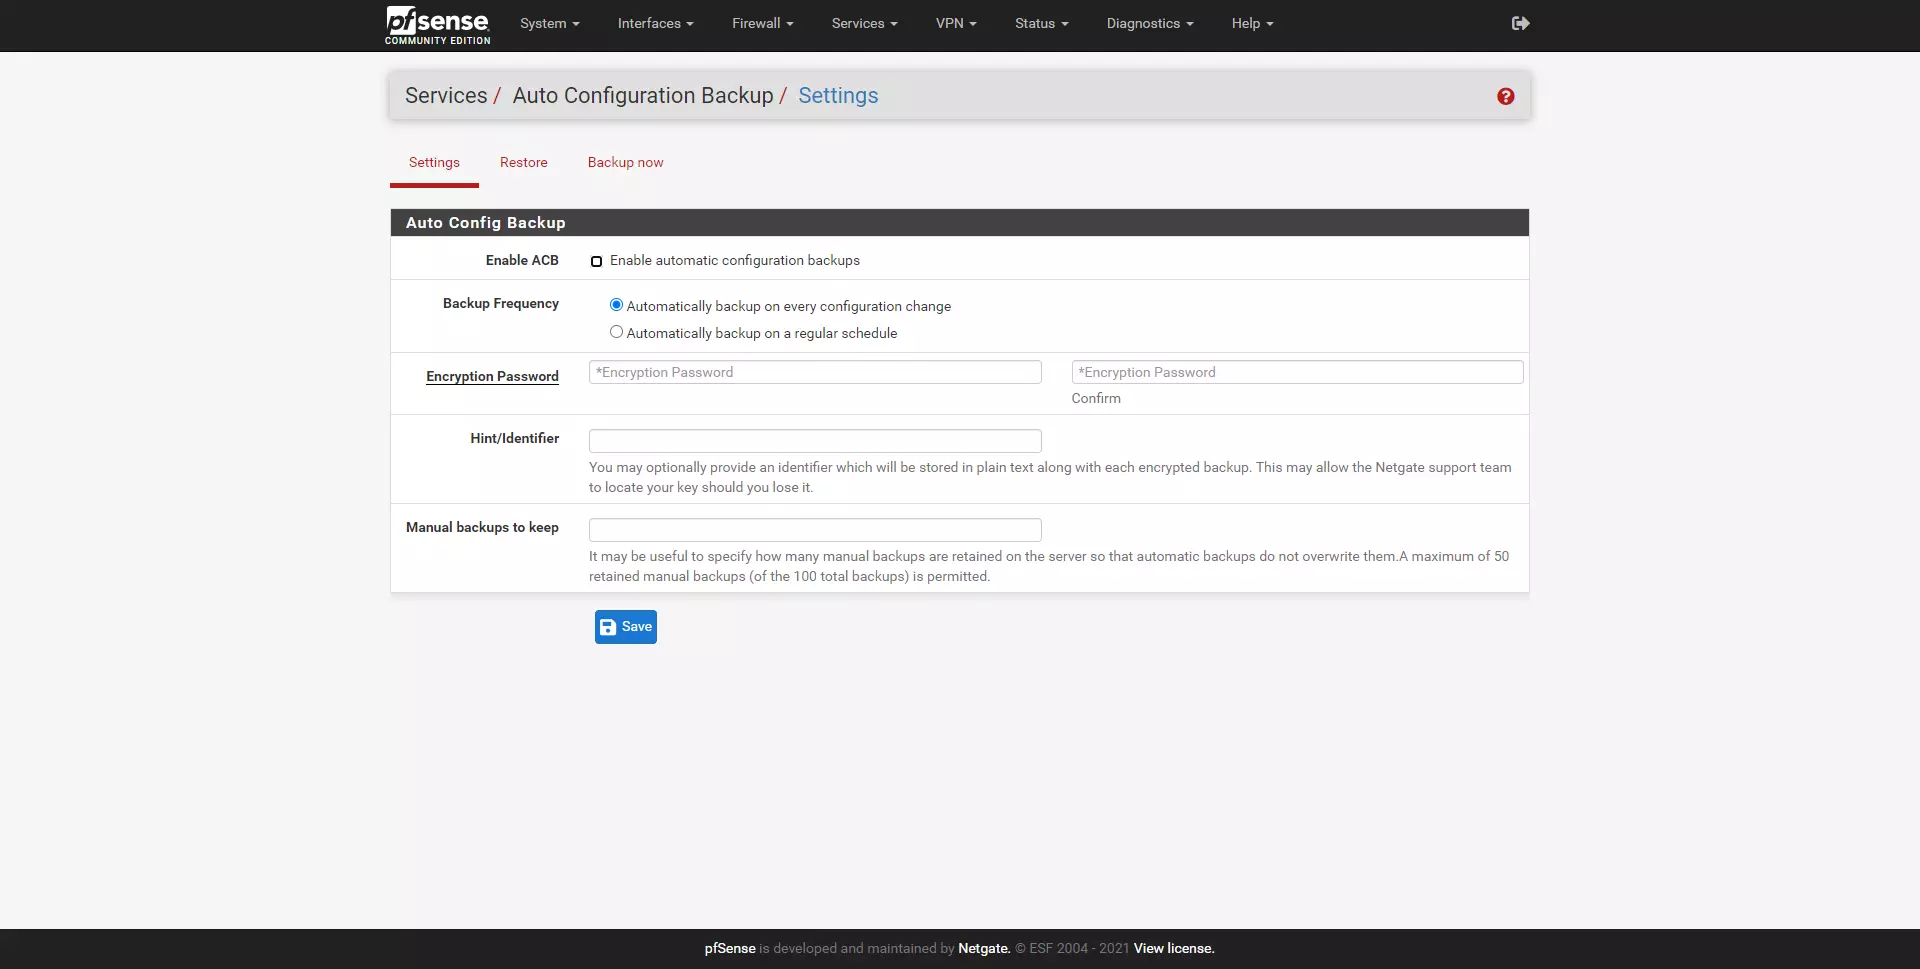 pfsense
COMMUNITY EDITION
System
Interfaces
Firewall
Services
VPN
Status
Diagnostics
Help
Services / Auto Configuration Backup / Settings
?
Settings
Restore
Backup now
Auto Config Backup
Enable ACB
Enable automatic configuration backups
Backup Frequency
Automatically backup on every configuration change
Automatically backup on a regular schedule
Encryption Password
*Encryption Password
*Encryption Password
Confirm
Hint/Identifier
You may optionally provide an identifier which will be stored in plain text along with each encrypted backup. This may allow the Netgate support team
to locate your key should you lose it.
Manual backups to keep
It may be useful to specify how many manual backups are retained on the server so that automatic backups do not overwrite them.A maximum of 50
retained manual backups (of the 100 total backups) is permitted.
Save
pfSense is developed and maintained by Netgate. © ESF 2004 - 2021 View license.